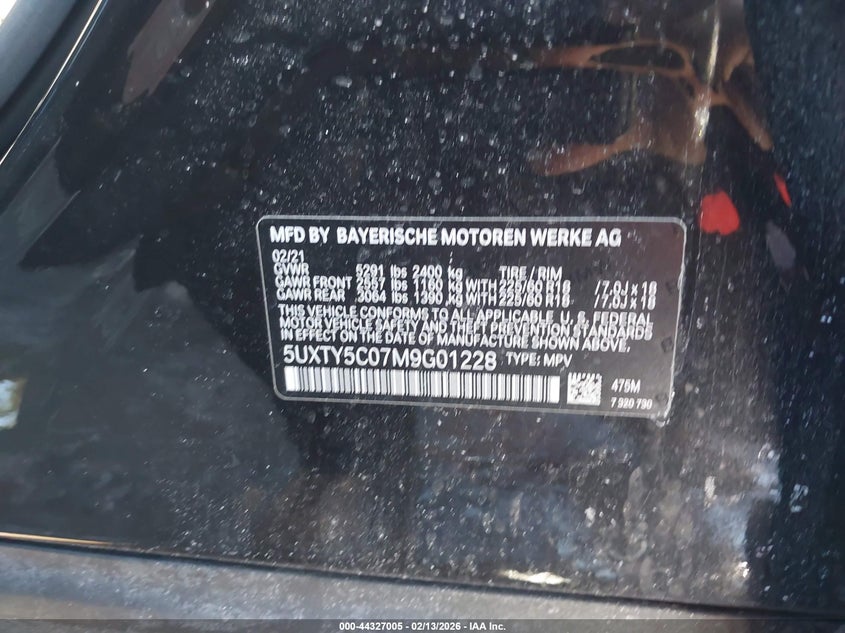 MFD BY BAYERISCHE MOTOREN WERKE AG
02/21
GVWR 5291 lbs 2400 kg TIRE / RIM
GAWR FRONT 2557 lbs 1160 kg WITH 225/60 R18 /7.0J x 18
GAWR REAR 3064 lbs 1390 kg WITH 225/60 R18 /7.0J x 18
THIS VEHICLE CONFORMS TO ALL APPLICABLE U. S. FEDERAL
MOTOR VEHICLE SAFETY AND THEFT PREVENTION STANDARDS
IN EFFECT ON THE DATE OF MANUFACTURE SHOWN ABOVE.
5UXTY5C07M9G01228 TYPE: MPV
475M
7 920 790
000-44327005 - 02/13/2026 - IAA Inc.